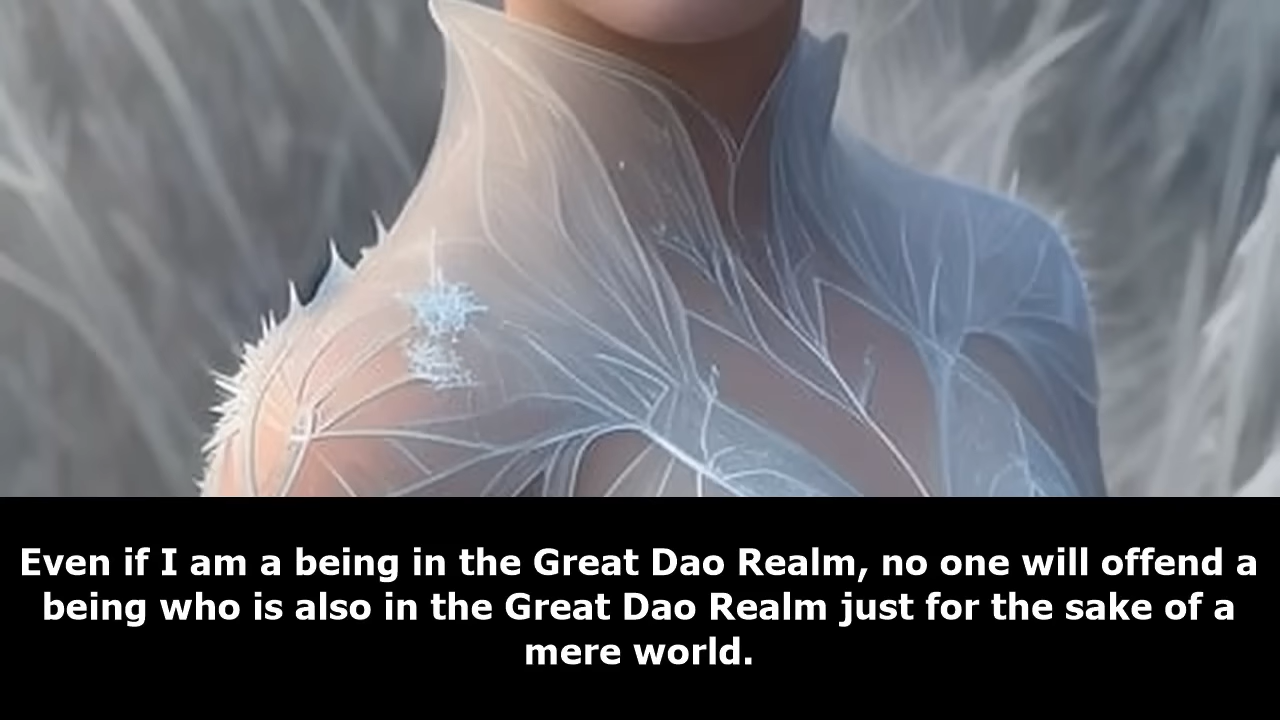 Even if I am a being in the Great Dao Realm, no one will offend a
being who is also in the Great Dao Realm just for the sake of a
mere world.